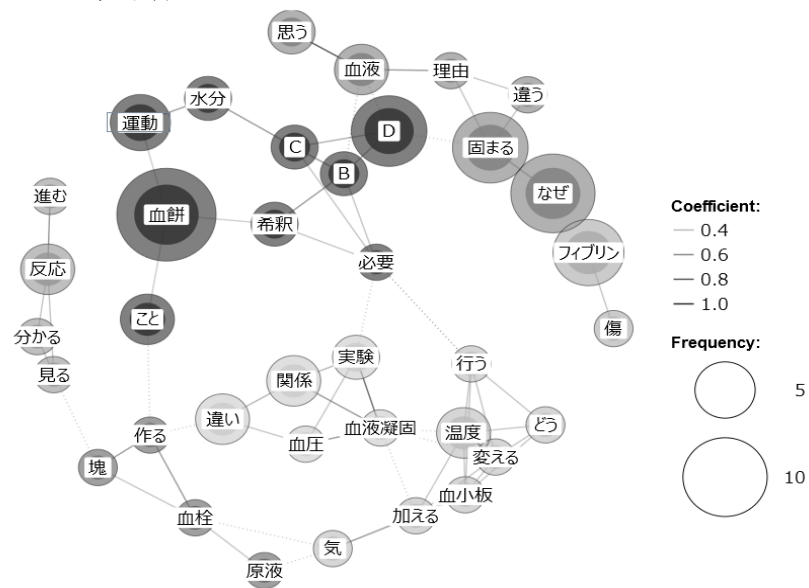 思う
血液
理由
違う
水分
運動
C
D
B
固まる
なぜ
フィブリン
傷
進む
血餅
希釈
反応
必要
こと
分かる
見る
実験
行う
関係
違い
作る
血圧
血液凝固
温度
どう
変える
塊
血小板
血栓
加える
気
原液
Coefficient:
0.4
0.6
0.8
1.0
Frequency:
5
10